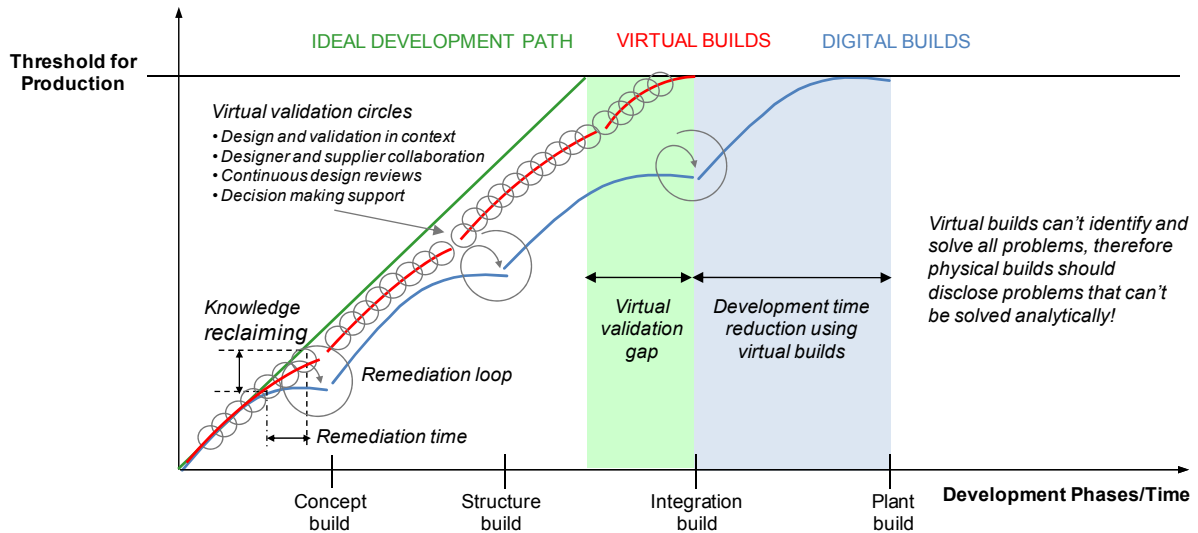 IDEAL DEVELOPMENT PATH
VIRTUAL BUILDS
DIGITAL BUILDS
Threshold for
Production
Virtual validation circles
• Design and validation in context
• Designer and supplier collaboration
• Continuous design reviews
• Decision making support
Virtual builds can’t identify and
solve all problems, therefore
physical builds should
disclose problems that can’t
be solved analytically!
Knowledge
reclaiming
Virtual
validation
gap
Development time
reduction using
virtual builds
Remediation loop
Remediation time
Concept
build
Structure
build
Integration
build
Plant
build
Development Phases/Time